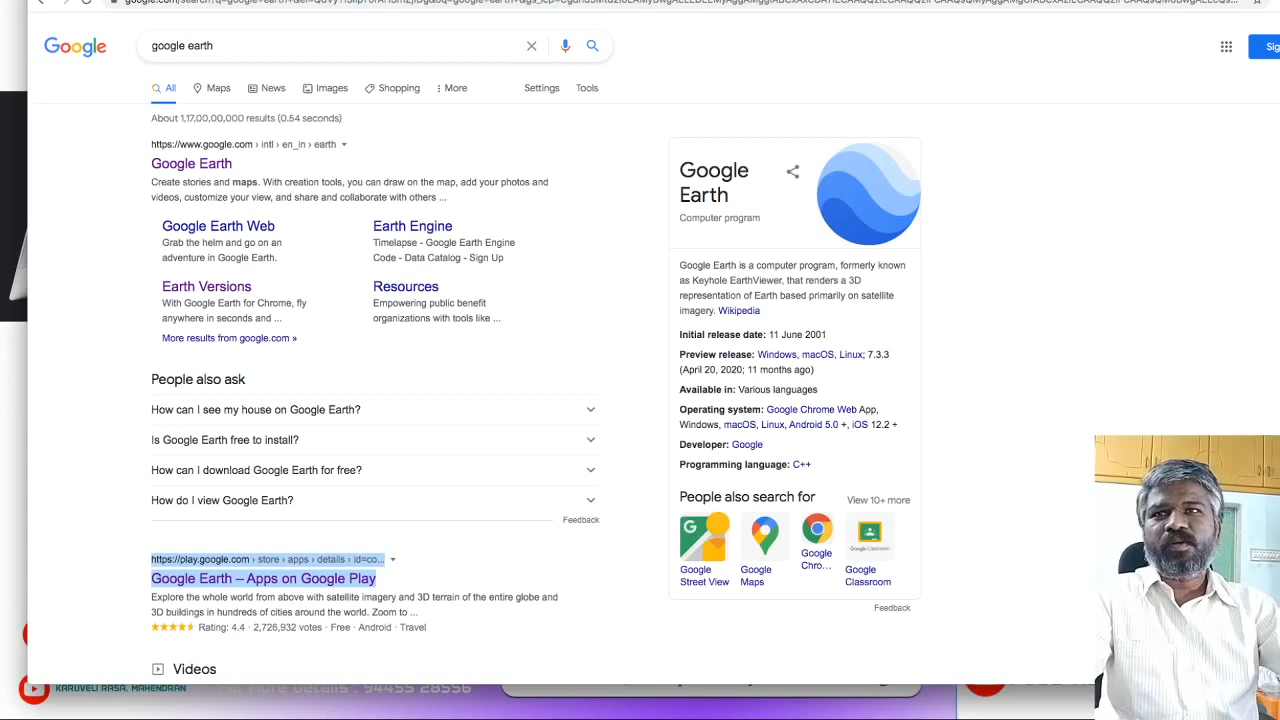 Google
google earth
All
Maps
News
Images
Shopping
More
Settings
Tools
About 1,17,00,00,000 results (0.54 seconds)
https://www.google.com › intl › en_in › earth
Google Earth
Create stories and maps. With creation tools, you can draw on the map, add your photos and
videos, customize your view, and share and collaborate with others ...
Google Earth Web
Grab the helm and go on an
adventure in Google Earth.
Earth Engine
Timelapse - Google Earth Engine
Code - Data Catalog - Sign Up
Earth Versions
With Google Earth for Chrome, fly
anywhere in seconds and ...
Resources
Empowering public benefit
organizations with tools like ...
More results from google.com »
People also ask
How can I see my house on Google Earth?
Is Google Earth free to install?
How can I download Google Earth for free?
How do I view Google Earth?
Feedback
https://play.google.com › store › apps › details › id=co...
Google Earth – Apps on Google Play
Explore the whole world from above with satellite imagery and 3D terrain of the entire globe and
3D buildings in hundreds of cities around the world. Zoom to ...
Rating: 4.4 · 2,726,932 votes · Free · Android · Travel
Videos
Google
Earth
Computer program
Google Earth is a computer program, formerly known
as Keyhole EarthViewer, that renders a 3D
representation of Earth based primarily on satellite
imagery. Wikipedia
Initial release date: 11 June 2001
Preview release: Windows, macOS, Linux; 7.3.3
(April 20, 2020; 11 months ago)
Available in: Various languages
Operating system: Google Chrome Web App,
Windows, macOS, Linux, Android 5.0 +, iOS 12.2 +
Developer: Google
Programming language: C++
People also search for
View 10+ more
Google
Street View
Google
Maps
Google
Chro...
Google Classroom
Google
Classroom
Feedback
Sig
KARUVELI RASA. MAHENDRAN
For More Details : 94455 28556